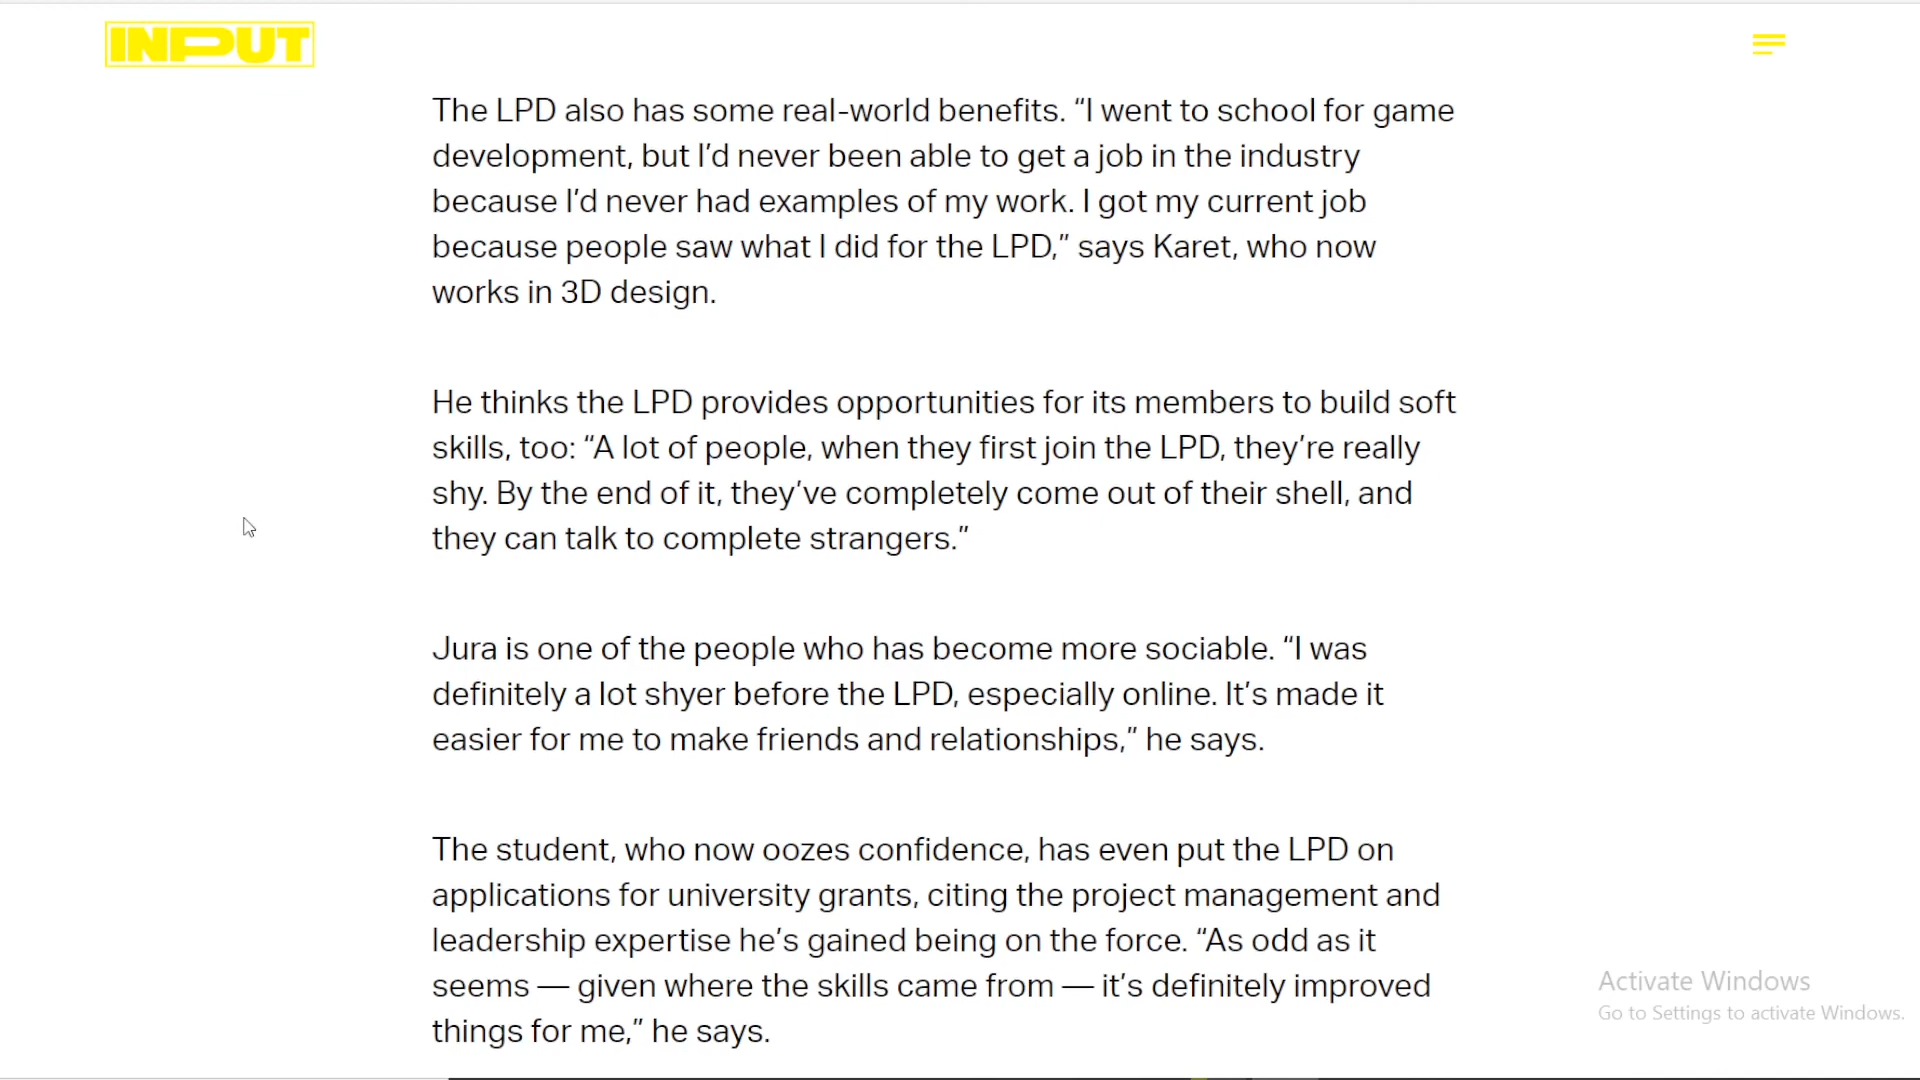 INPUT
The LPD also has some real-world benefits. “I went to school for game
development, but I’d never been able to get a job in the industry
because I’d never had examples of my work. I got my current job
because people saw what I did for the LPD,” says Karet, who now
works in 3D design.
He thinks the LPD provides opportunities for its members to build soft
skills, too: “A lot of people, when they first join the LPD, they’re really
shy. By the end of it, they’ve completely come out of their shell, and
they can talk to complete strangers.”
Jura is one of the people who has become more sociable. “I was
definitely a lot shyer before the LPD, especially online. It’s made it
easier for me to make friends and relationships,” he says.
The student, who now oozes confidence, has even put the LPD on
applications for university grants, citing the project management and
leadership expertise he’s gained being on the force. “As odd as it
seems — given where the skills came from — it’s definitely improved
things for me,” he says.
Activate Windows
Go to Settings to activate Windows.